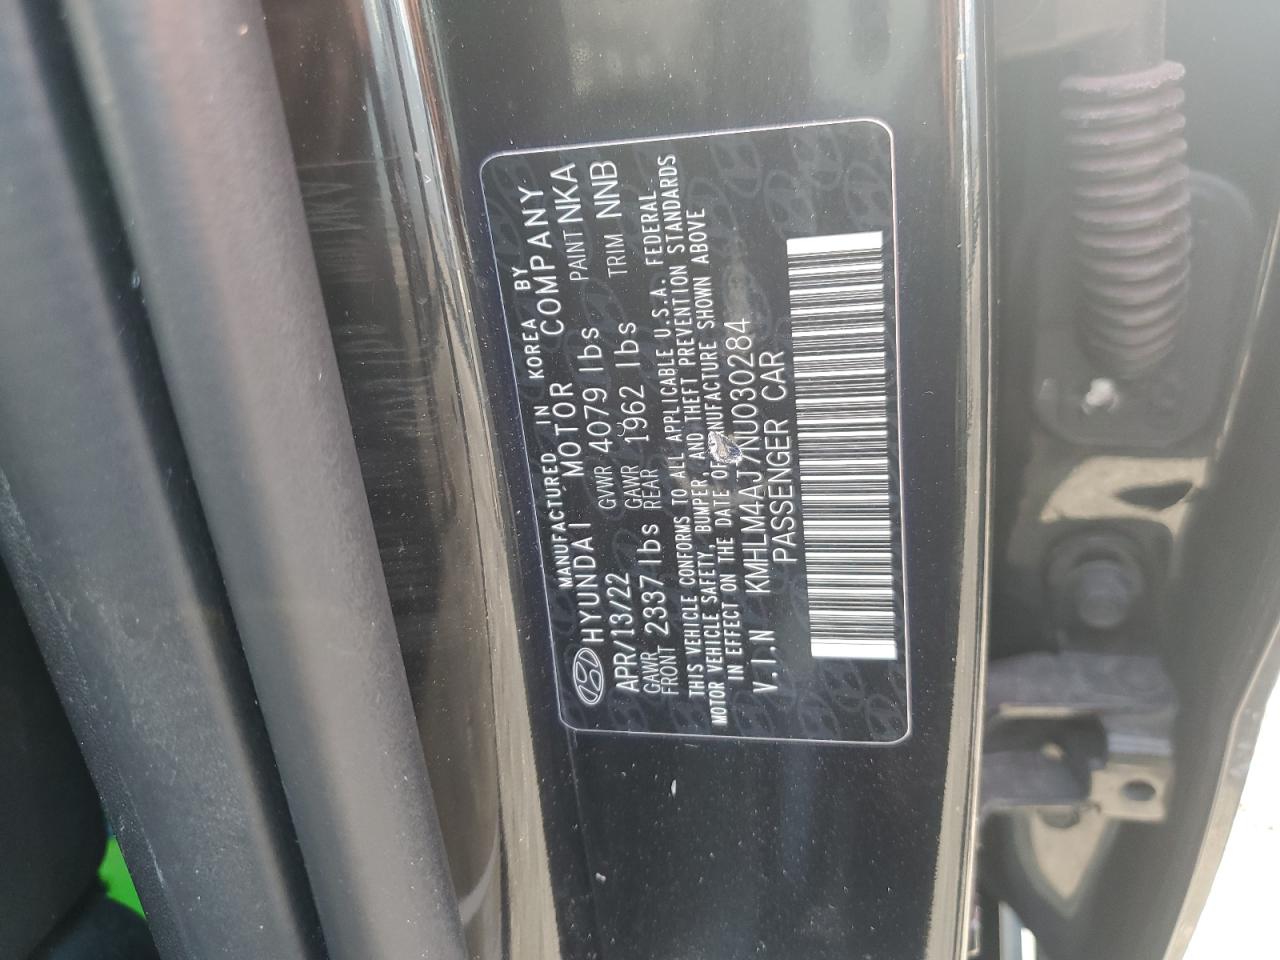 MANUFACTURED IN KOREA BY
HYUNDAI MOTOR COMPANY
APR/13/22 GVWR 4079 lbs PAINT NKA
GAWR FRONT 2337 lbs GAWR REAR 1962 lbs TRIM NNB
THIS VEHICLE CONFORMS TO ALL APPLICABLE U.S.A. FEDERAL
MOTOR VEHICLE SAFETY, BUMPER, AND THEFT PREVENTION STANDARDS
IN EFFECT ON THE DATE OF MANUFACTURE SHOWN ABOVE
V.I.N KMHLM4AJ7NU030284
PASSENGER CAR